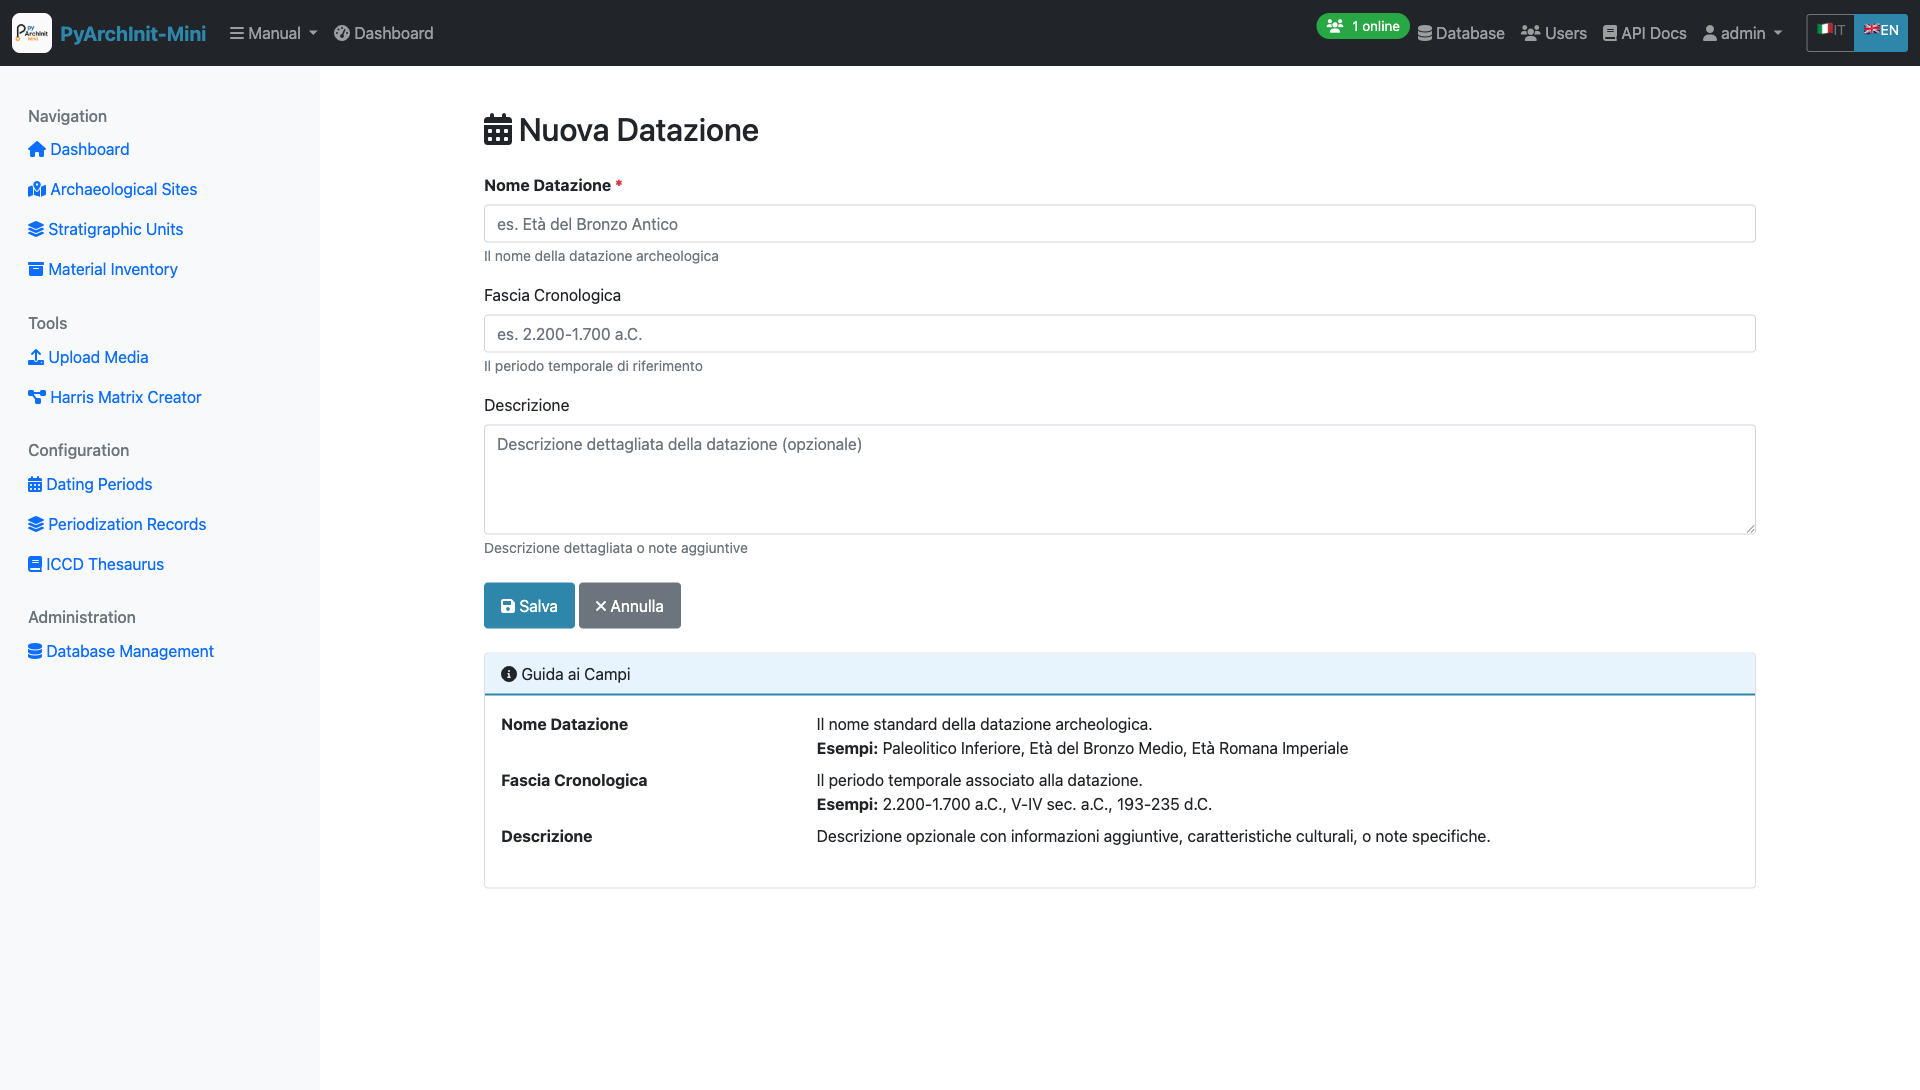 PyArchInit-Mini
Manual
Dashboard
1 online
Database
Users
API Docs
admin
IT
EN
Navigation
Dashboard
Archaeological Sites
Stratigraphic Units
Material Inventory
Tools
Upload Media
Harris Matrix Creator
Configuration
Dating Periods
Periodization Records
ICCD Thesaurus
Administration
Database Management
Nuova Datazione
Nome Datazione *
es. Età del Bronzo Antico
Il nome della datazione archeologica
Fascia Cronologica
es. 2.200-1.700 a.C.
Il periodo temporale di riferimento
Descrizione
Descrizione dettagliata della datazione (opzionale)
Descrizione dettagliata o note aggiuntive
Salva
Annulla
Guida ai Campi
Nome Datazione
Il nome standard della datazione archeologica.
Esempi: Paleolitico Inferiore, Età del Bronzo Medio, Età Romana Imperiale
Fascia Cronologica
Il periodo temporale associato alla datazione.
Esempi: 2.200-1.700 a.C., V-IV sec. a.C., 193-235 d.C.
Descrizione
Descrizione opzionale con informazioni aggiuntive, caratteristiche culturali, o note specifiche.